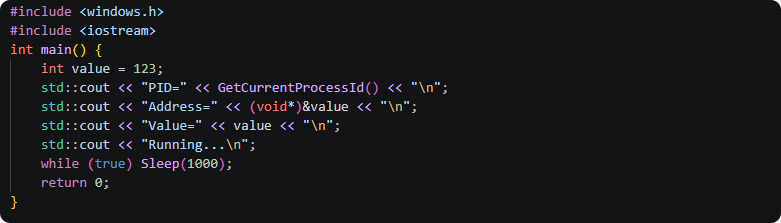 #include <windows.h>
#include <iostream>
int main() {
    int value = 123;
    std::cout << "PID=" << GetCurrentProcessId() << "\n";
    std::cout << "Address=" << (void*)&value << "\n";
    std::cout << "Value=" << value << "\n";
    std::cout << "Running...\n";
    while (true) Sleep(1000);
    return 0;
}